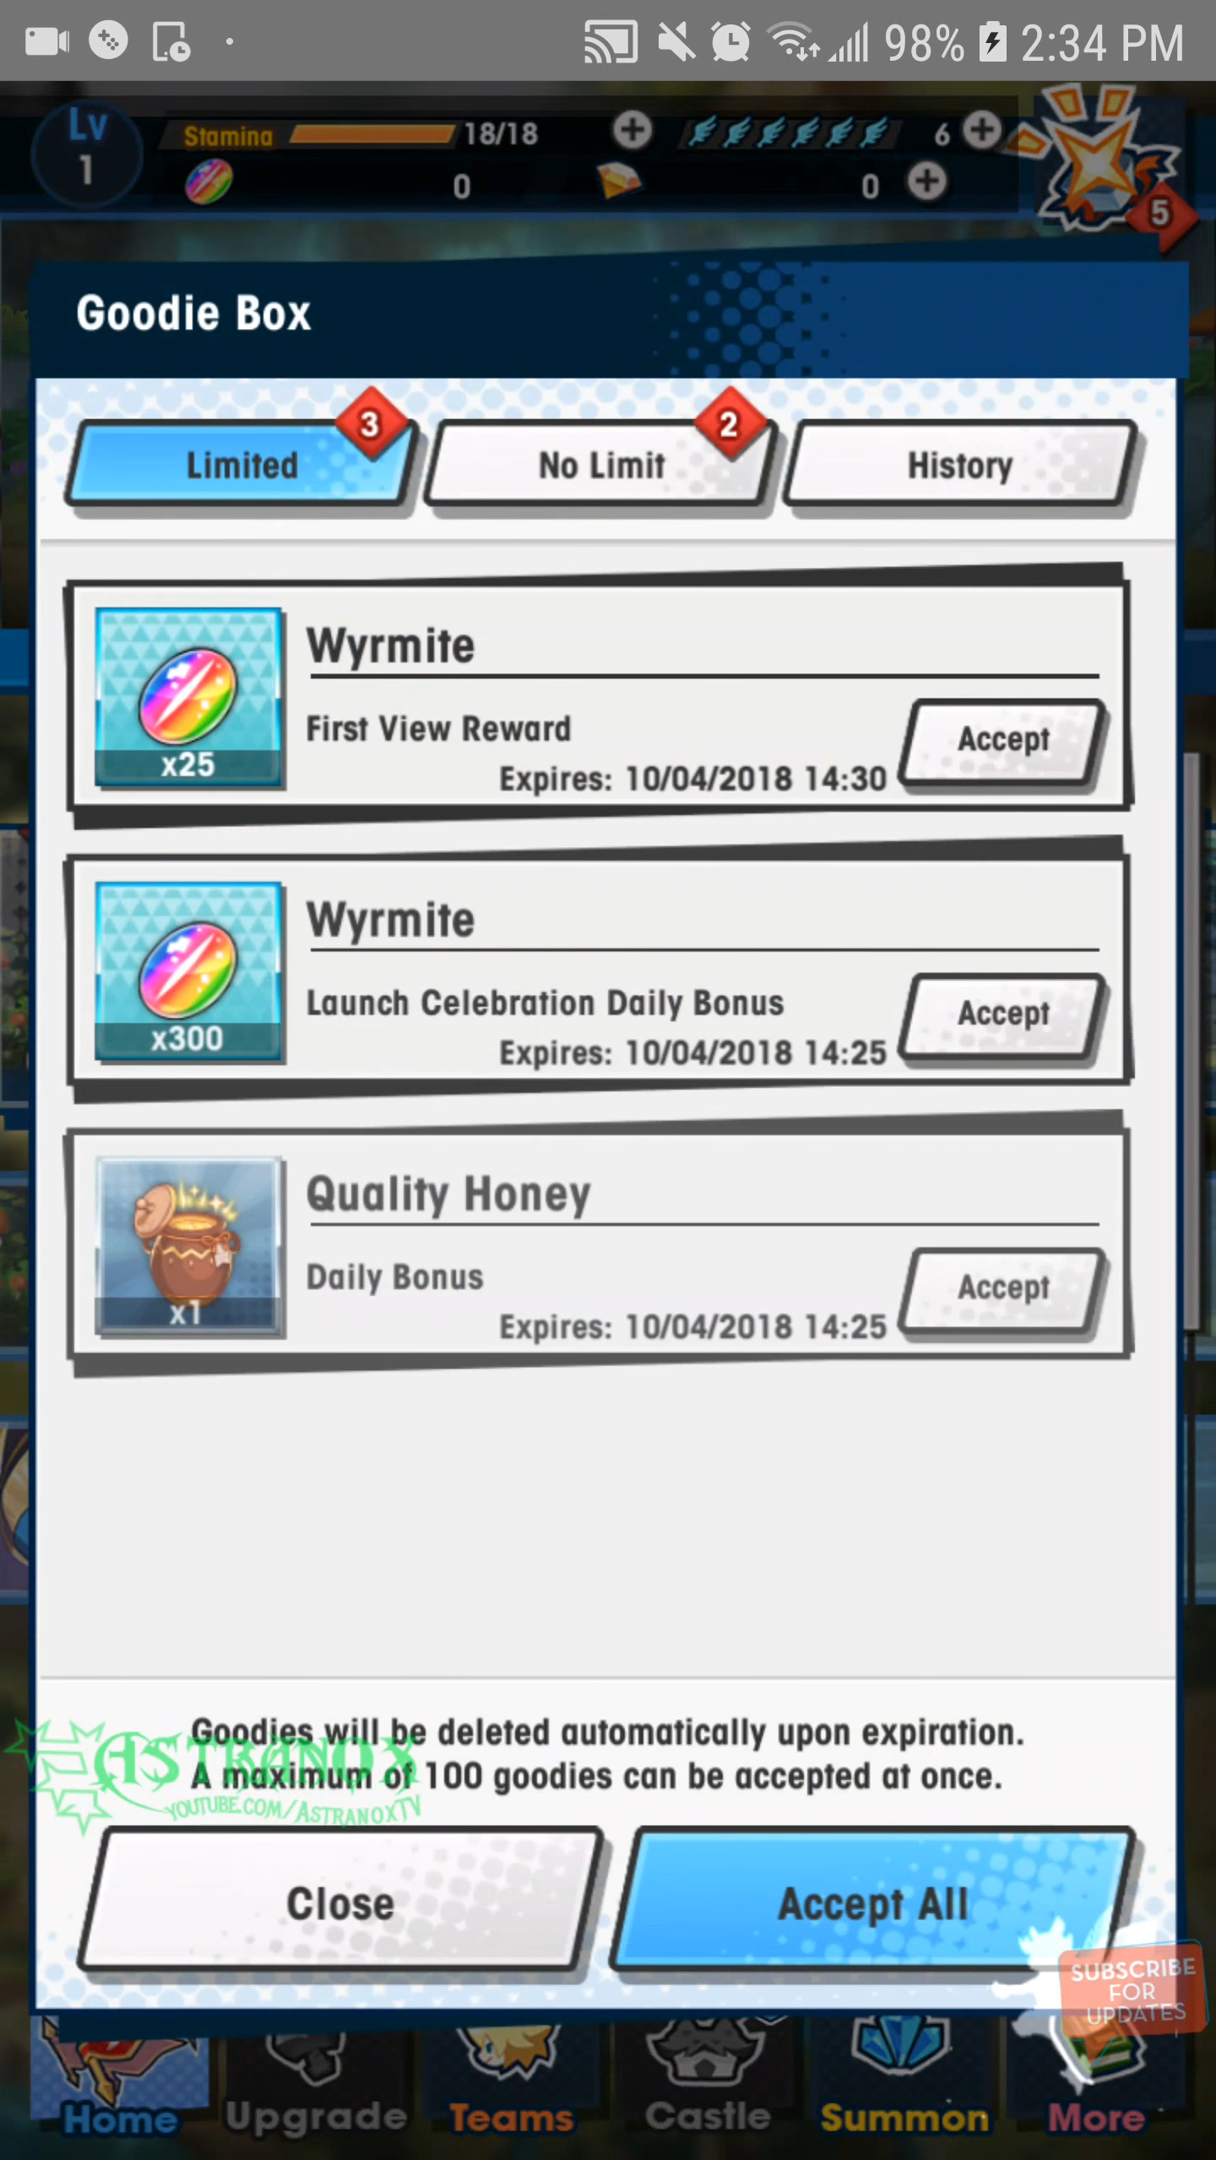 98% 2:34 PM
Lv
1
Stamina 18/18 6
0 0
5
Goodie Box
Limited 3
No Limit 2
History
Wyrmite
x25
First View Reward
Expires: 10/04/2018 14:30
Accept
Wyrmite
x300
Launch Celebration Daily Bonus
Expires: 10/04/2018 14:25
Accept
Quality Honey
x1
Daily Bonus
Expires: 10/04/2018 14:25
Accept
Goodies will be deleted automatically upon expiration.
A maximum of 100 goodies can be accepted at once.
ASTRANOX
YOUTUBE.COM/ASTRANOXTV
Close
Accept All
SUBSCRIBE
FOR
UPDATES
Home Upgrade Teams Castle Summon More